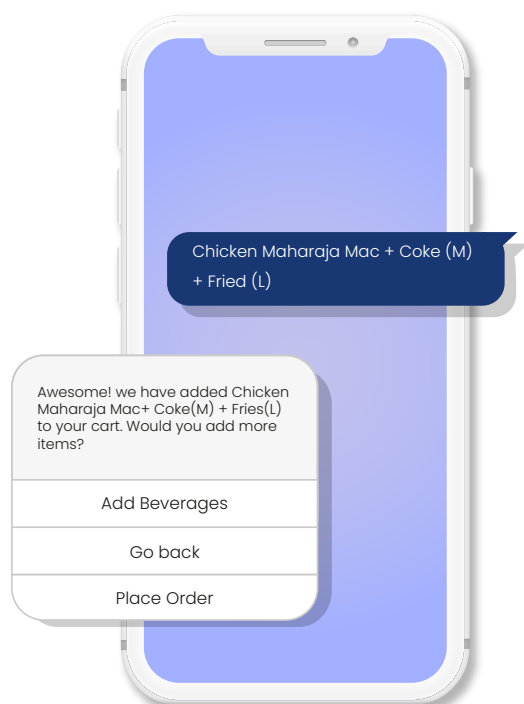 Chicken Maharaja Mac + Coke (M)
+ Fried (L)
Awesome! we have added Chicken
Maharaja Mac+ Coke(M) + Fries(L)
to your cart. Would you add more
items?
Add Beverages
Go back
Place Order